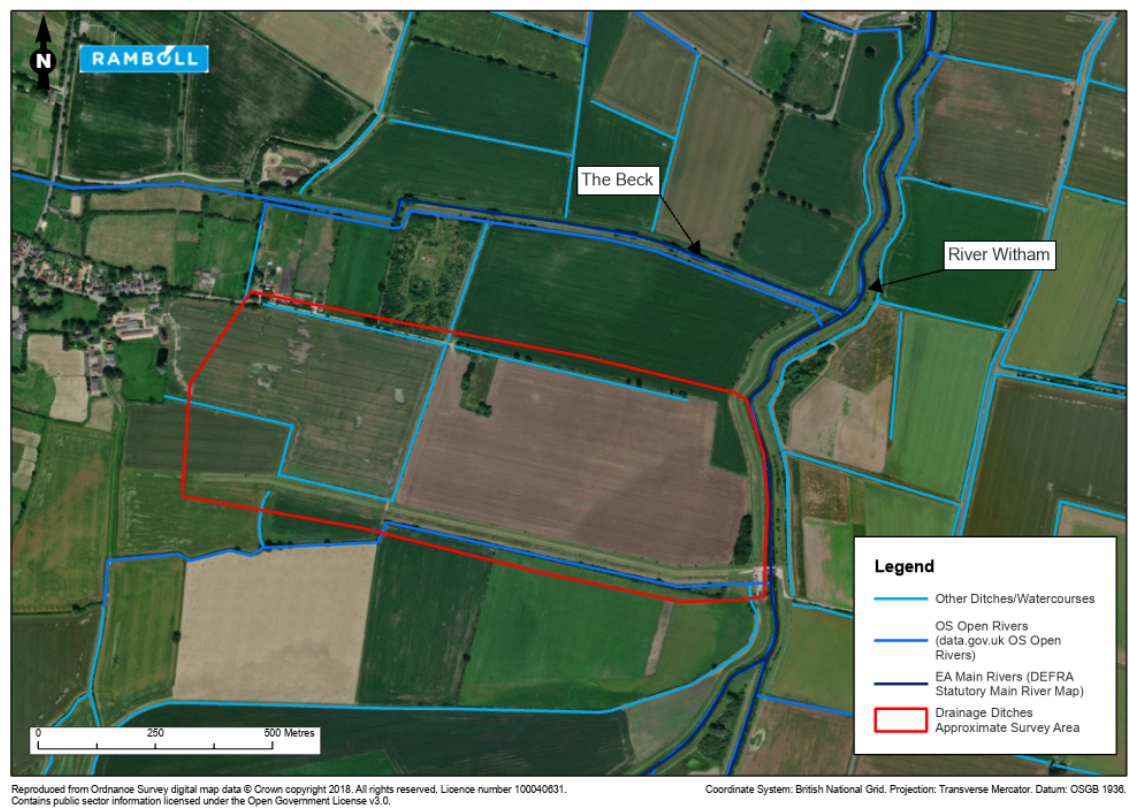 N
RAMBOLL
The Beck
River Witham
Legend
Other Ditches/Watercourses
OS Open Rivers
(data.gov.uk OS Open
Rivers)
EA Main Rivers (DEFRA
Statutory Main River Map)
Drainage Ditches
Approximate Survey Area
0 250 500 Metres
Reproduced from Ordnance Survey digital map data © Crown copyright 2018. All rights reserved. Licence number 100040631.
Contains public sector information licensed under the Open Government License v3.0.
Coordinate System: British National Grid. Projection: Transverse Mercator. Datum: OSGB 1936.